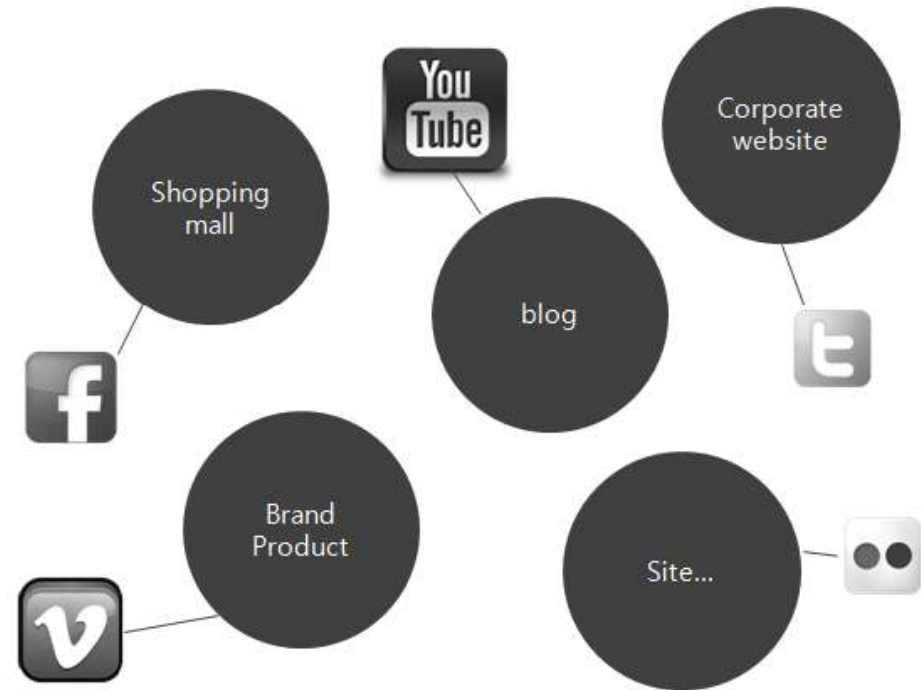 You
Tube
Corporate
website
Shopping
mall
blog
t
f
Brand
Product
Site...
v